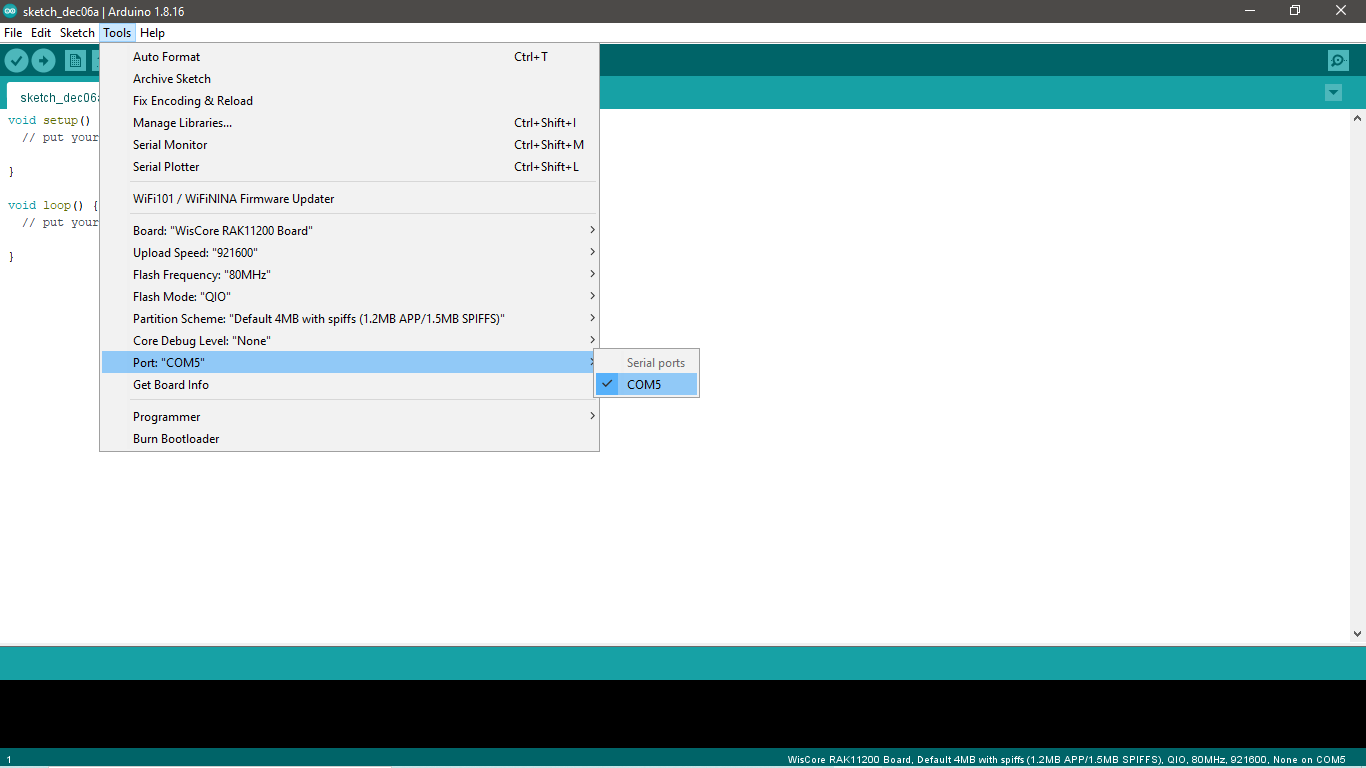 sketch_dec06a | Arduino 1.8.16
File Edit Sketch Tools Help
Auto Format Ctrl+T
Archive Sketch
Fix Encoding & Reload
Manage Libraries... Ctrl+Shift+I
Serial Monitor Ctrl+Shift+M
Serial Plotter Ctrl+Shift+L
WiFi101 / WiFiNINA Firmware Updater
Board: "WisCore RAK11200 Board"
Upload Speed: "921600"
Flash Frequency: "80MHz"
Flash Mode: "QIO"
Partition Scheme: "Default 4MB with spiffs (1.2MB APP/1.5MB SPIFFS)"
Core Debug Level: "None"
Port: "COM5"
Get Board Info
Programmer
Burn Bootloader
Serial ports
COM5
sketch_dec06a
void setup()
// put your
}
void loop() {
// put your
}
1
WisCore RAK11200 Board, Default 4MB with spiffs (1.2MB APP/1.5MB SPIFFS), QIO, 80MHz, 921600, None on COM5